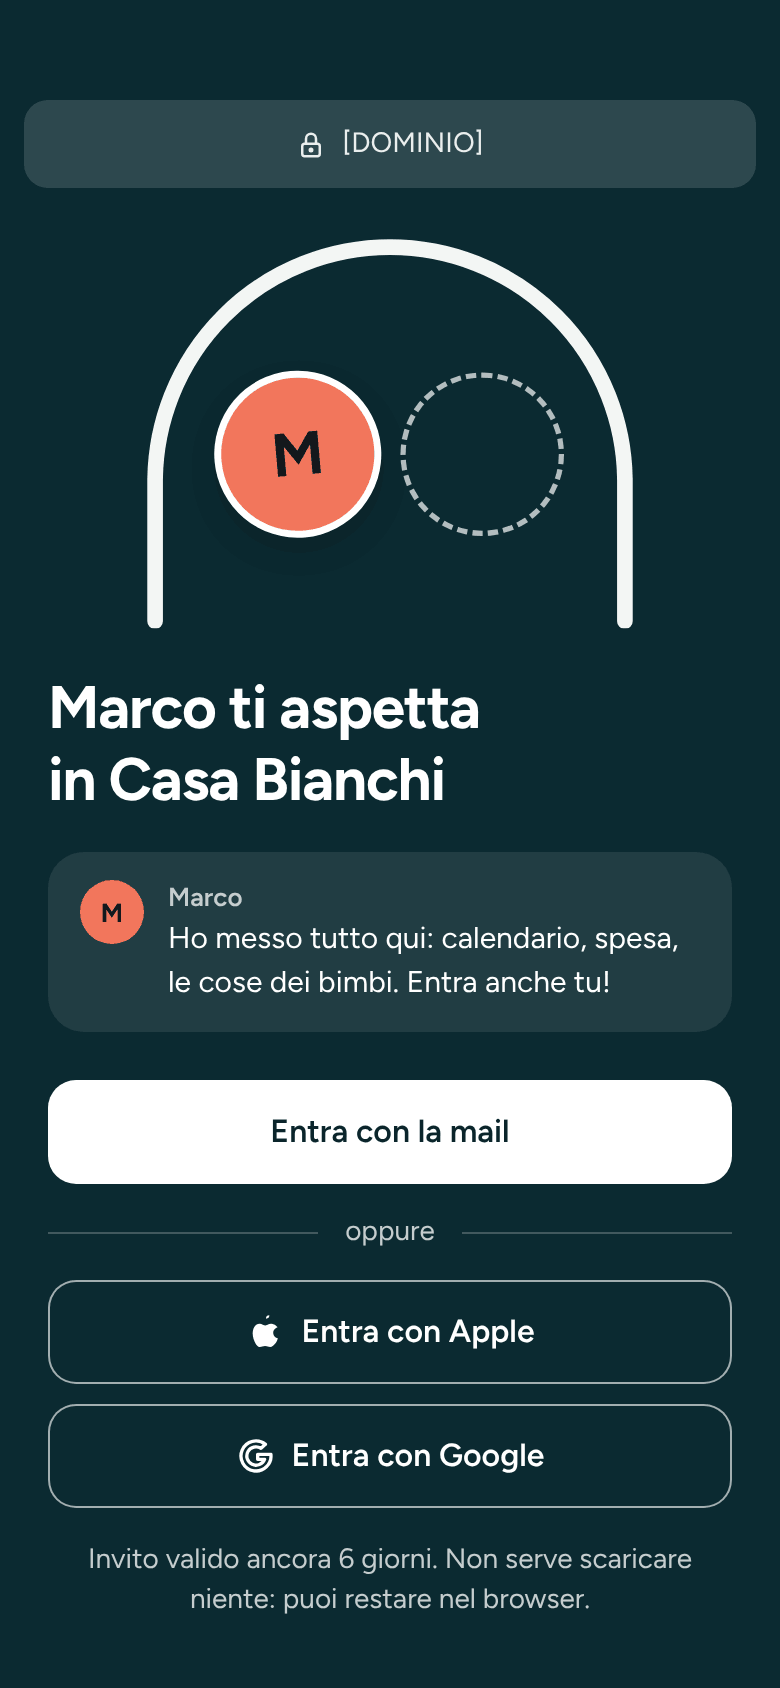 [DOMINIO]
M
Marco ti aspetta
in Casa Bianchi
M
Marco
Ho messo tutto qui: calendario, spesa,
le cose dei bimbi. Entra anche tu!
Entra con la mail
oppure
Entra con Apple
Entra con Google
Invito valido ancora 6 giorni. Non serve scaricare
niente: puoi restare nel browser.